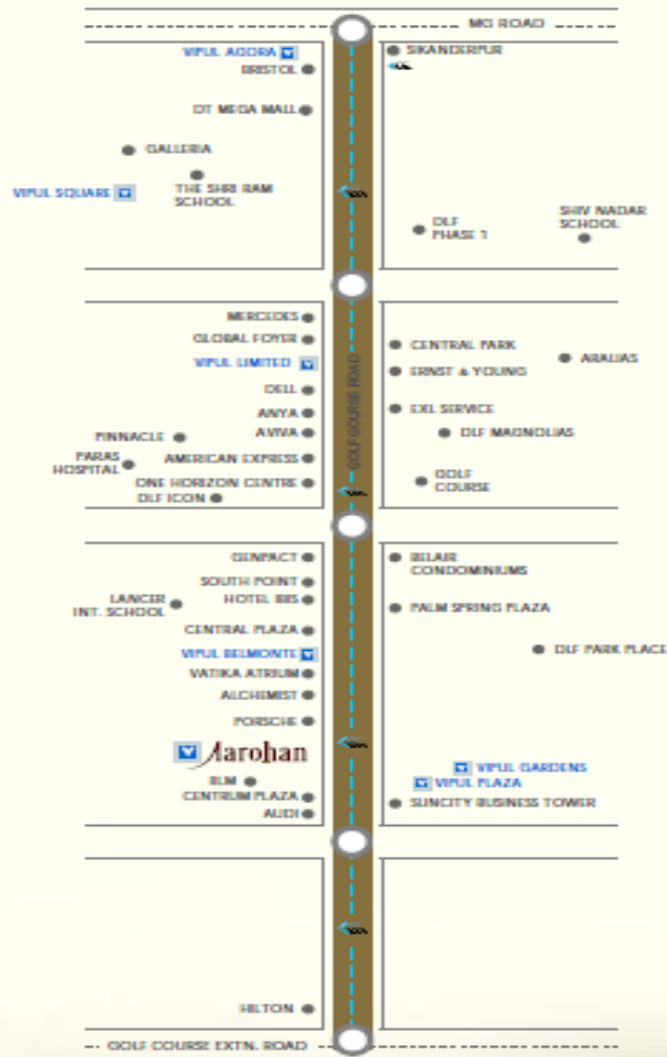 MG ROAD
VIPUL AGORA
SIKANDERPUR
BRISTOL
DT MEGA MALL
GALLERIA
VIPUL SQUARE
THE SHRI RAM
SCHOOL
DLF
PHASE 1
SHIV NADAR
SCHOOL
MERCEDES
GLOBAL FOYER
VIPUL LIMITED
DELL
ANYA
AVIVA
PINNACLE
PARAS
HOSPITAL
AMERICAN EXPRESS
ONE HORIZON CENTRE
DLF ICON
GOLF COURSE ROAD
CENTRAL PARK
ARALIAS
ERNST & YOUNG
EXL SERVICE
DLF MAGNOLIAS
GOLF
COURSE
GENPACT
SOUTH POINT
LANCER
INT. SCHOOL
HOTEL IBIS
CENTRAL PLAZA
VIPUL BELMONTE
VATIKA ATRIUM
ALCHEMIST
PORSCHE
Aarohan
IILM
CENTRUM PLAZA
AUDI
BELAIR
CONDOMINIUMS
PALM SPRING PLAZA
DLF PARK PLACE
VIPUL GARDENS
VIPUL PLAZA
SUNCITY BUSINESS TOWER
HILTON
GOLF COURSE EXTN. ROAD